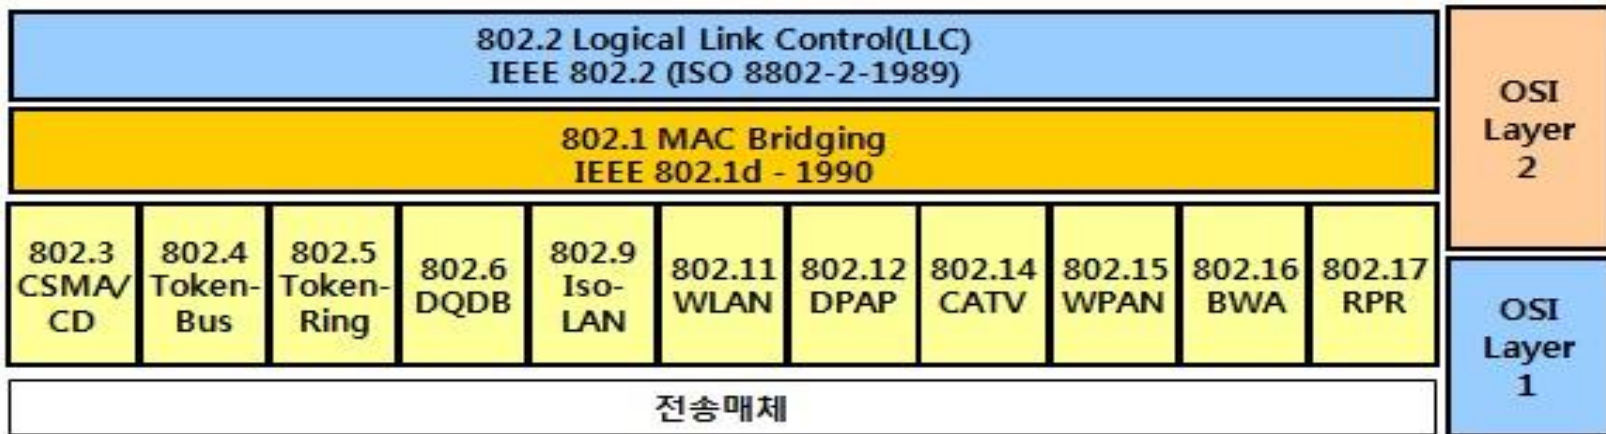 802.2 Logical Link Control(LLC)
IEEE 802.2 (ISO 8802-2-1989)
802.1 MAC Bridging
IEEE 802.1d - 1990
802.3
CSMA/
CD
802.4
Token-
Bus
802.5
Token-
Ring
802.6
DQDB
802.9
Iso-
LAN
802.11
WLAN
802.12
DPAP
802.14
CATV
802.15
WPAN
802.16
BWA
802.17
RPR
전송매체
OSI
Layer
2
OSI
Layer
1